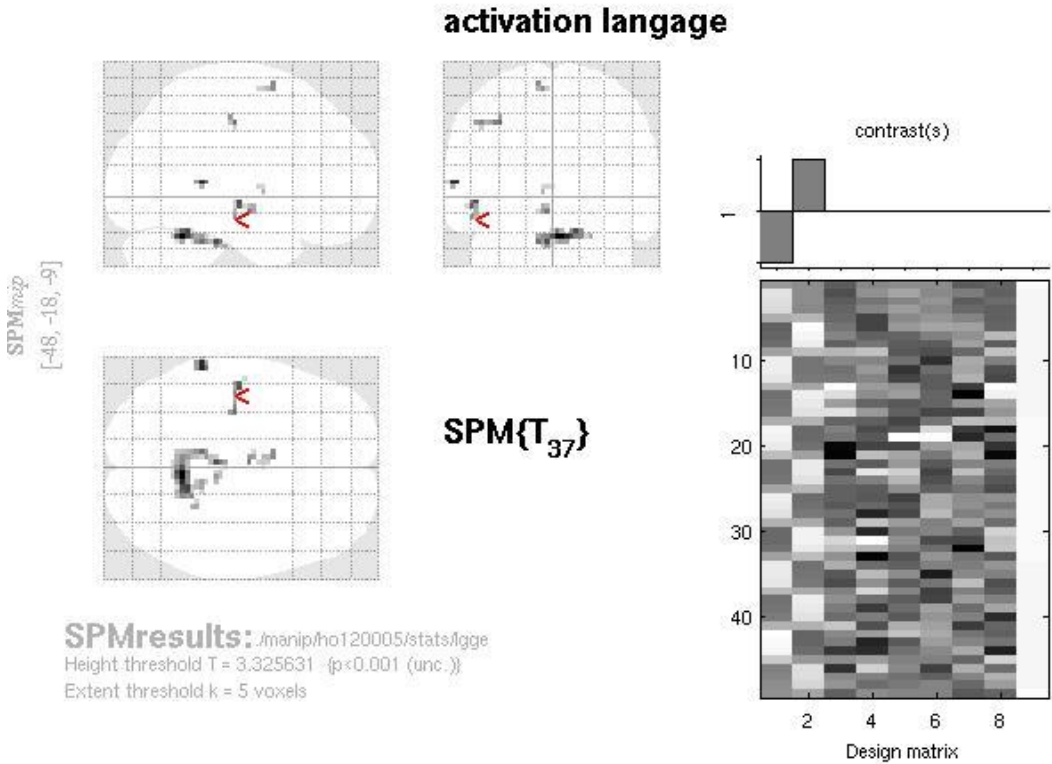 activation langage
contrast(s)
1
SPMmip
[-48, -18, -9]
<
<
<
SPM{T37}
10
20
30
40
2 4 6 8
Design matrix
SPMresults: ./manip/ho120005/stats/lgge
Height threshold T = 3.325631 {p<0.001 (unc.)}
Extent threshold k = 5 voxels